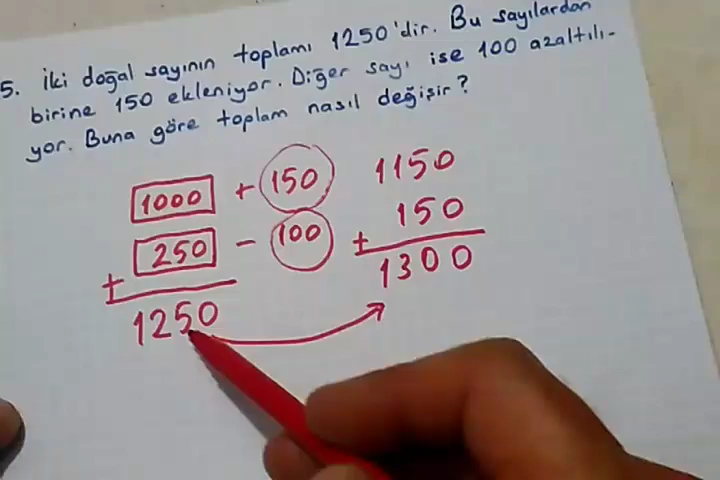 5. İki doğal sayının toplamı 1250'dir. Bu sayılardan
birine 150 ekleniyor. Diğer sayı ise 100 azaltılı-
yor. Buna göre toplam nasıl değişir?
1000 + 150 1150
250 - 100 150
+ +
1250 1300